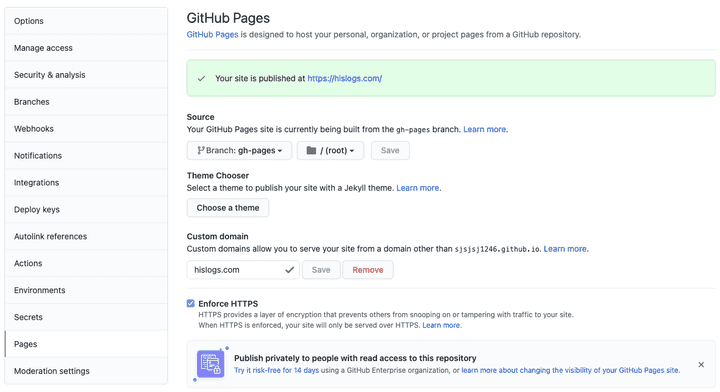 Options
Manage access
Security & analysis
Branches
Webhooks
Notifications
Integrations
Deploy keys
Autolink references
Actions
Environments
Secrets
Pages
Moderation settings
GitHub Pages
GitHub Pages is designed to host your personal, organization, or project pages from a GitHub repository.
Your site is published at https://hislogs.com/
Source
Your GitHub Pages site is currently being built from the gh-pages branch. Learn more.
Branch: gh-pages / (root) Save
Theme Chooser
Select a theme to publish your site with a Jekyll theme. Learn more.
Choose a theme
Custom domain
Custom domains allow you to serve your site from a domain other than sjsjsj1246.github.io. Learn more.
hislogs.com Save Remove
Enforce HTTPS
HTTPS provides a layer of encryption that prevents others from snooping on or tampering with traffic to your site.
When HTTPS is enforced, your site will only be served over HTTPS. Learn more.
Publish privately to people with read access to this repository
Try it risk-free for 14 days using a GitHub Enterprise organization, or learn more about changing the visibility of your GitHub Pages site.